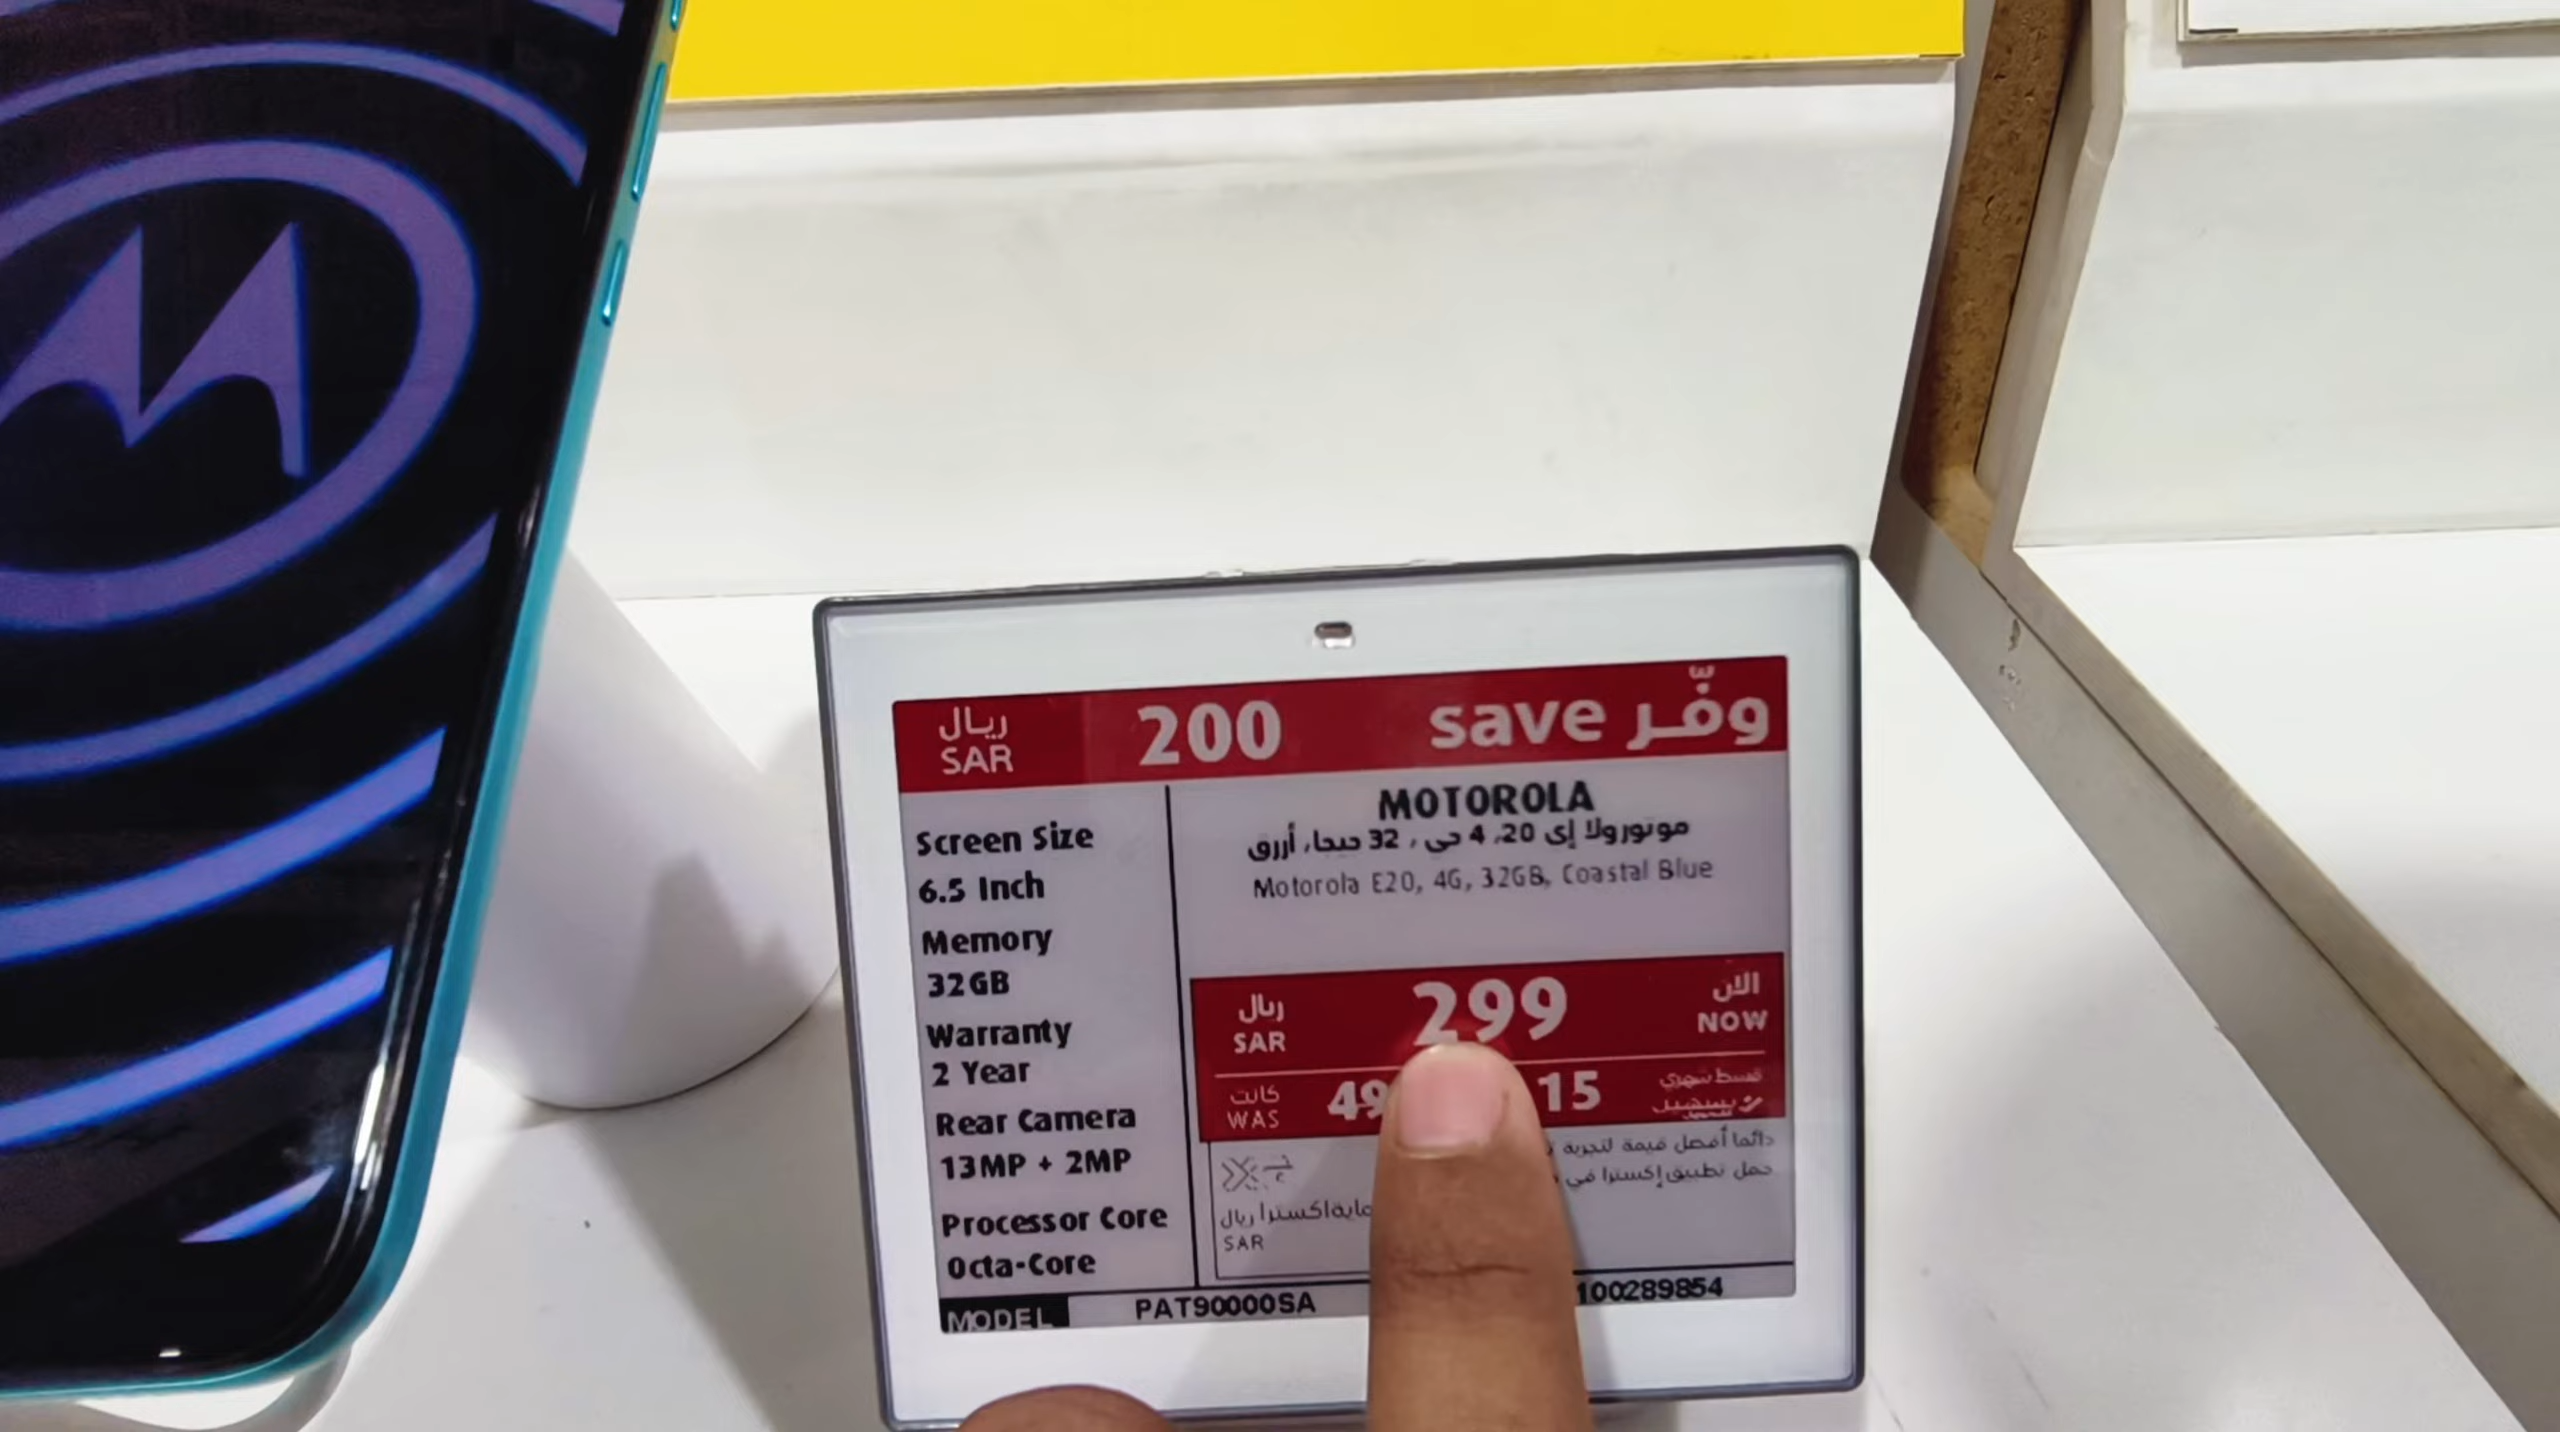 ريال
SAR
200
save وفّر
Screen Size
6.5 Inch
Memory
32GB
Warranty
2 Year
Rear Camera
13MP + 2MP
Processor Core
Octa-Core
MOTOROLA
موتورولا إي 20، 4 جي، 32 جيجا، أزرق
Motorola E20, 4G, 32GB, Coastal Blue
ريال
SAR
299
الآن
NOW
كانت
WAS
49
15
قسط شهري
دائما أفضل قيمة لتجربة
حمل تطبيق إكسترا في
اكسترا ريال
SAR
MODEL PAT90000SA 100289854